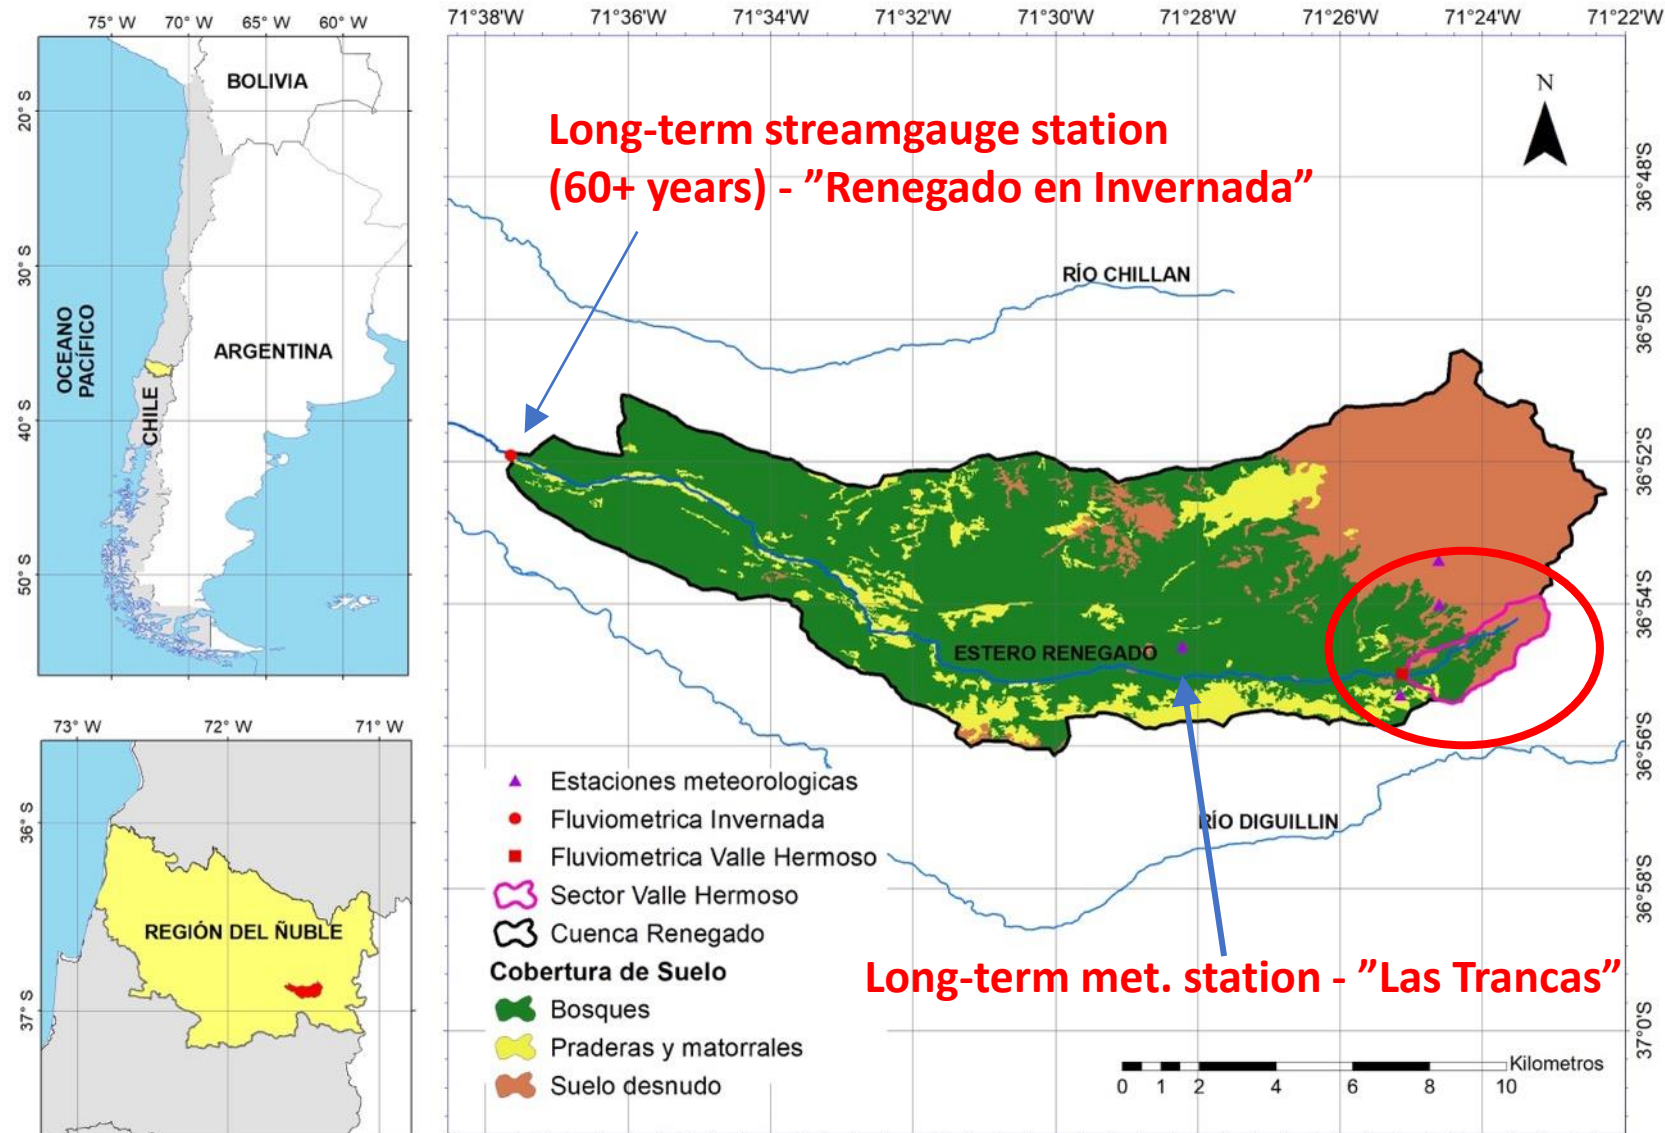 75° W 70° W 65° W 60° W
20° S
30° S
40° S
50° S
BOLIVIA
ARGENTINA
OCEANO
PACÍFICO
CHILE
73° W 72° W 71° W
36° S
37° S
REGIÓN DEL ÑUBLE
71°38'W 71°36'W 71°34'W 71°32'W 71°30'W 71°28'W 71°26'W 71°24'W 71°22'W
36°48'S
36°50'S
36°52'S
36°54'S
36°56'S
36°58'S
37°0'S
N
Long-term streamgauge station
(60+ years) - ”Renegado en Invernada”
RÍO CHILLAN
ESTERO RENEGADO
RÍO DIGUILLIN
Long-term met. station - ”Las Trancas”
Estaciones meteorologicas
Fluviometrica Invernada
Fluviometrica Valle Hermoso
Sector Valle Hermoso
Cuenca Renegado
Cobertura de Suelo
Bosques
Praderas y matorrales
Suelo desnudo
Kilometros
0 1 2 4 6 8 10